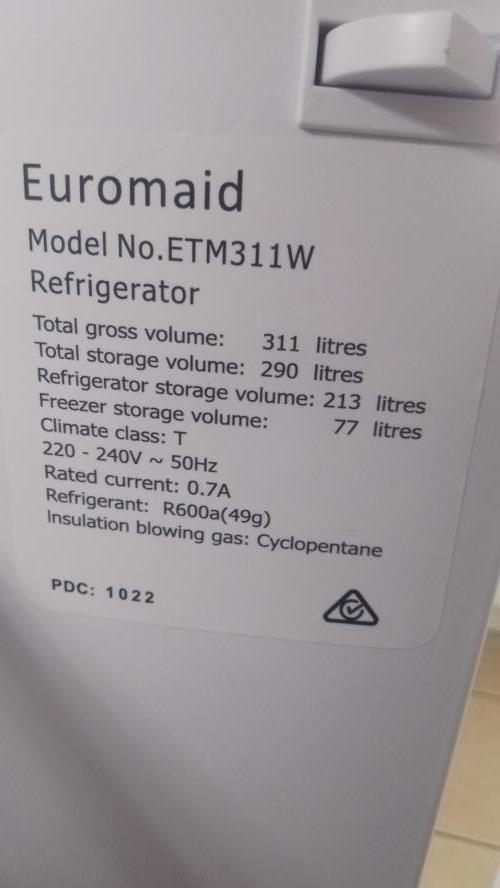 Euromaid
Model No.ETM311W
Refrigerator
Total gross volume: 311 litres
Total storage volume: 290 litres
Refrigerator storage volume: 213 litres
Freezer storage volume: 77 litres
Climate class: T
220 - 240V ~ 50Hz
Rated current: 0.7A
Refrigerant: R600a(49g)
Insulation blowing gas: Cyclopentane
PDC: 1022